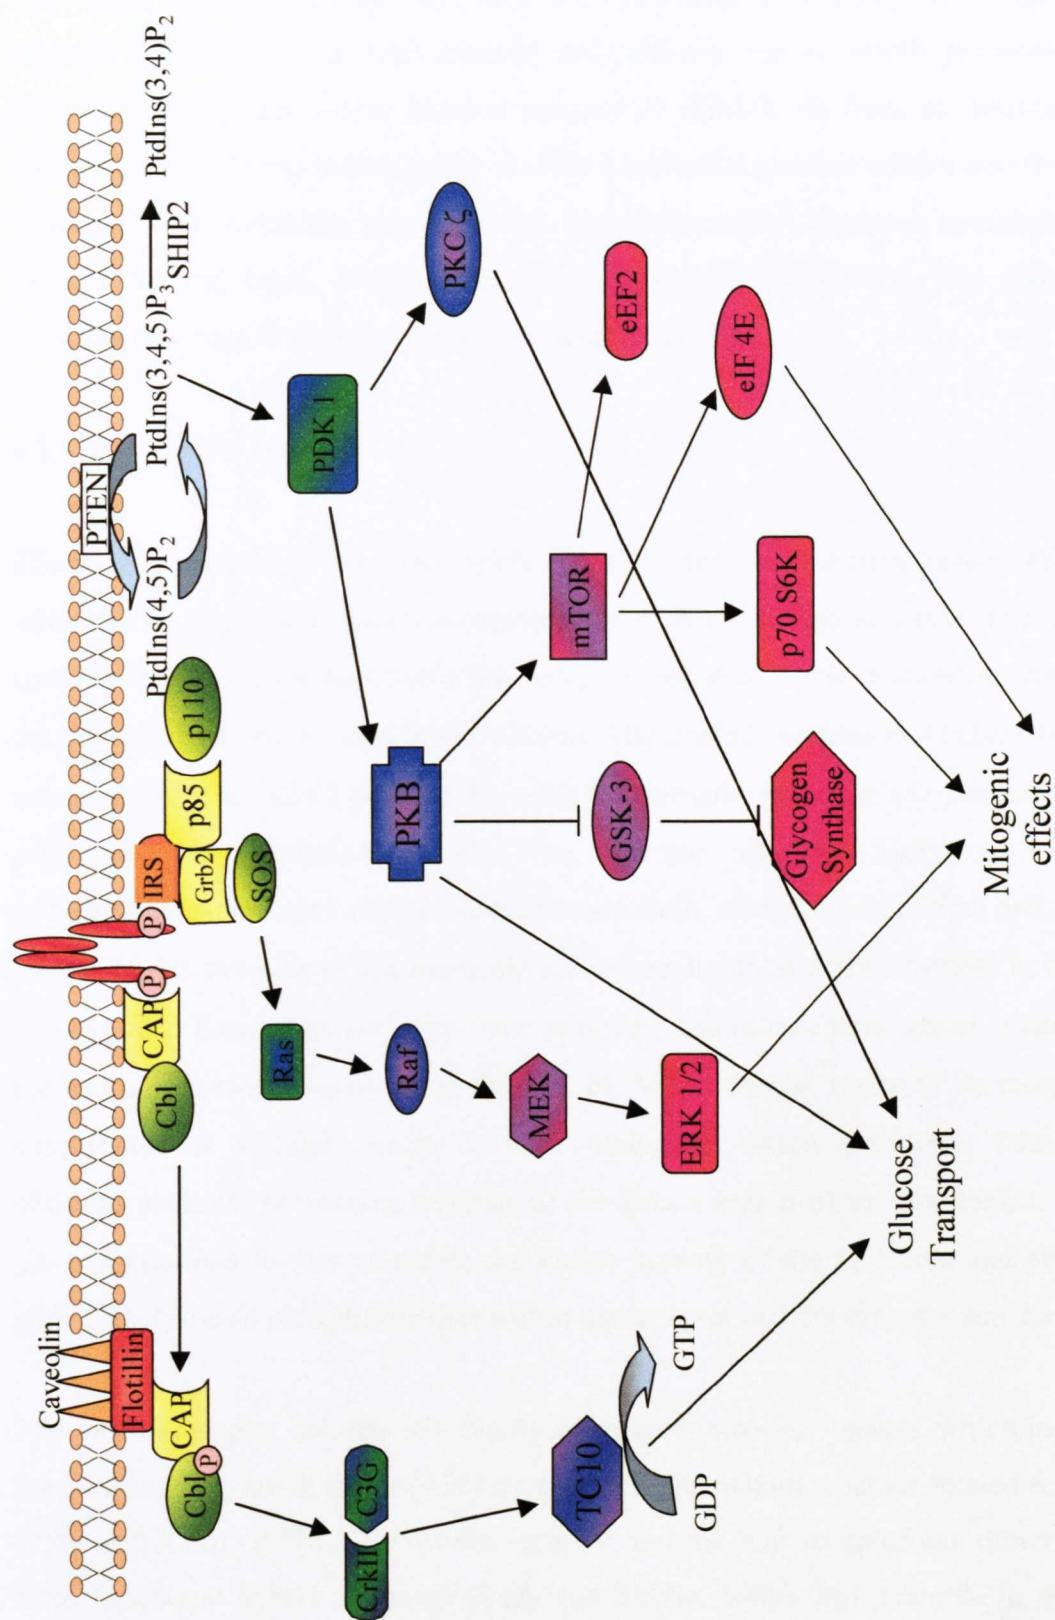 Caveolin
Flotillin
CAP
Cbl
P
CrkII
C3G
TC10
GDP
GTP
CAP
Cbl
P
P
IRS
Grb2
SOS
p85
p110
Ras
Raf
MEK
ERK 1/2
PtdIns(4,5)P2
PTEN
PtdIns(3,4,5)P3
SHIP2
PtdIns(3,4)P2
PDK 1
PKB
PKC ζ
mTOR
GSK-3
Glycogen
Synthase
p70 S6K
eEF2
eIF 4E
Glucose
Transport
Mitogenic
effects